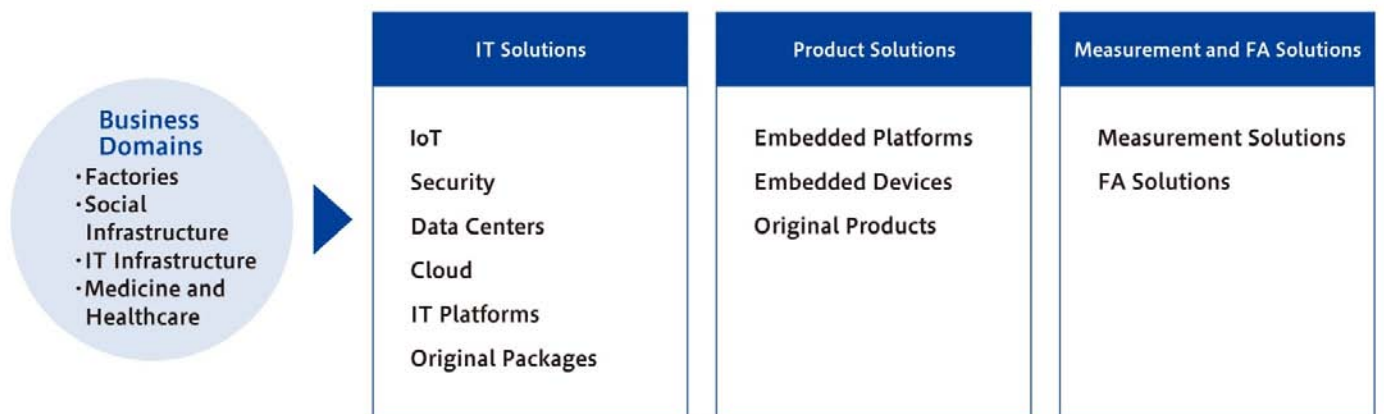 Business
Domains
・Factories
・Social
Infrastructure
・IT Infrastructure
・Medicine and
Healthcare
IT Solutions
IoT
Security
Data Centers
Cloud
IT Platforms
Original Packages
Product Solutions
Embedded Platforms
Embedded Devices
Original Products
Measurement and FA Solutions
Measurement Solutions
FA Solutions